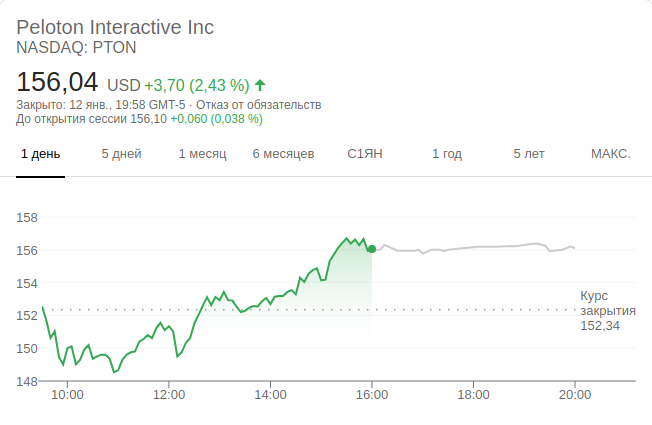 Peloton Interactive Inc
NASDAQ: PTON
156,04 USD +3,70 (2,43 %)
Закрыто: 12 янв., 19:58 GMT-5 · Отказ от обязательств
До открытия сессии 156,10 +0,060 (0,038 %)
1 день 5 дней 1 месяц 6 месяцев С1ЯН 1 год 5 лет МАКС.
158
156
154
152
150
148
Курс
закрытия
152,34
10:00 12:00 14:00 16:00 18:00 20:00